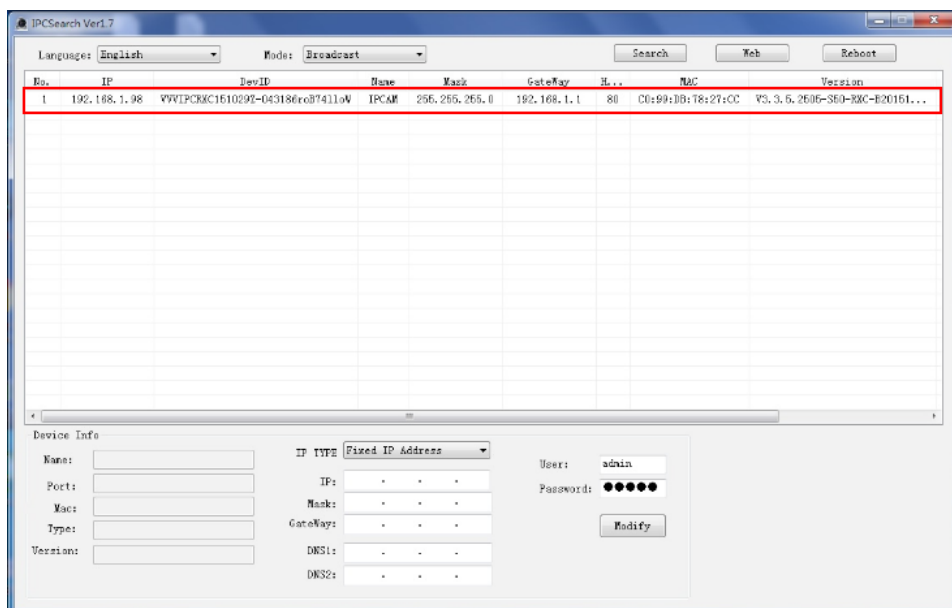 IPCSearch Ver1.7
Language: English Mode: Broadcast Search Web Reboot
No. IP DevID Name Mask GateWay H... MAC Version
1 192.168.1.98 VVVIPCRXC1510297-043186roB7411oW IPCAM 255.255.255.0 192.168.1.1 80 C0:99:DB:78:27:CC V3.3.5.2505-S50-RXC-B20151...
Device Info
Name:
Port:
Mac:
Type:
Version:
IP TYPE Fixed IP Address
IP: . . .
Mask: . . .
GateWay: . . .
DNS1: . . .
DNS2: . . .
User: admin
Password: ●●●●●
Modify